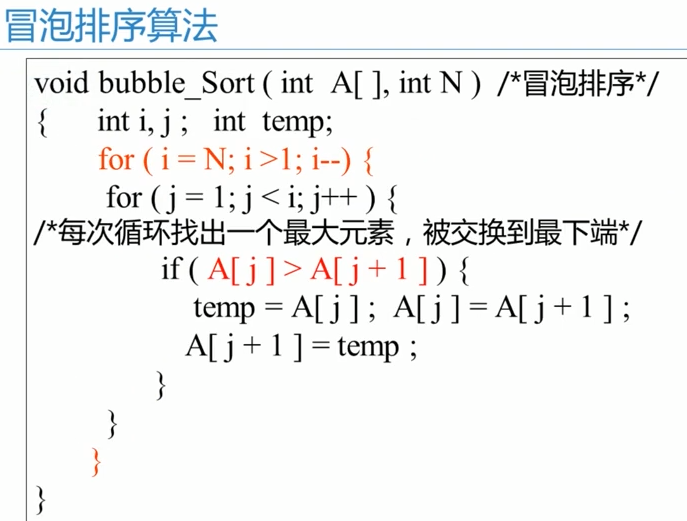 冒泡排序算法
void bubble_Sort ( int A[ ], int N ) /*冒泡排序*/
{ int i, j ; int temp;
for ( i = N; i >1; i--) {
for ( j = 1; j < i; j++ ) {
/*每次循环找出一个最大元素，被交换到最下端*/
if ( A[ j ] > A[ j + 1 ] ) {
temp = A[ j ] ; A[ j ] = A[ j + 1 ] ;
A[ j + 1 ] = temp ;
}
}
}
}